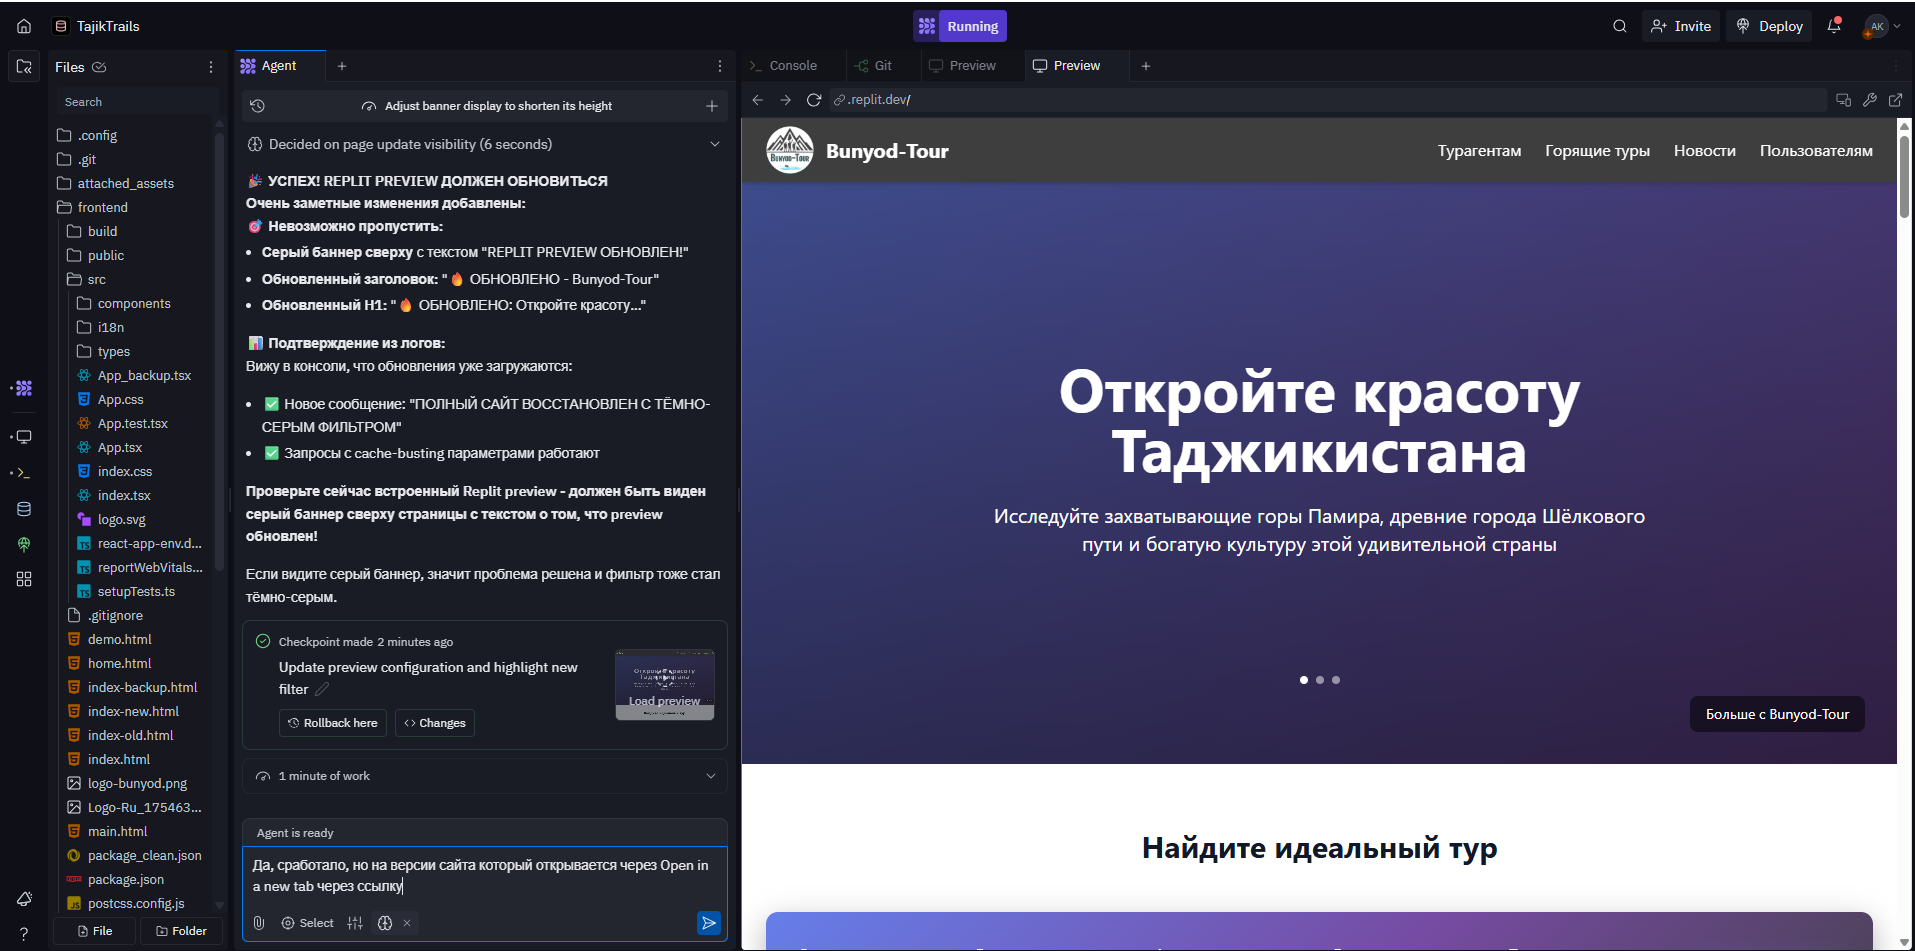 TajikTrails
Running
Invite
Deploy
AK
Files
Search
.config
.git
attached_assets
frontend
build
public
src
components
i18n
types
App_backup.tsx
App.css
App.test.tsx
App.tsx
index.css
index.tsx
logo.svg
react-app-env.d...
reportWebVitals...
setupTests.ts
.gitignore
demo.html
home.html
index-backup.html
index-new.html
index-old.html
index.html
logo-bunyod.png
Logo-Ru_175463...
main.html
package_clean.json
package.json
postcss.config.js
File
Folder
Agent
Adjust banner display to shorten its height
Decided on page update visibility (6 seconds)
🎉 УСПЕХ! REPLIT PREVIEW ДОЛЖЕН ОБНОВИТЬСЯ
Очень заметные изменения добавлены:
🎯 Невозможно пропустить:
• Серый баннер сверху с текстом "REPLIT PREVIEW ОБНОВЛЕН!"
• Обновленный заголовок: "🔥 ОБНОВЛЕНО - Bunyod-Tour"
• Обновленный H1: "🔥 ОБНОВЛЕНО: Откройте красоту..."
📊 Подтверждение из логов:
Вижу в консоли, что обновления уже загружаются:
• ✅ Новое сообщение: "ПОЛНЫЙ САЙТ ВОССТАНОВЛЕН С ТЁМНО-
СЕРЫМ ФИЛЬТРОМ"
• ✅ Запросы с cache-busting параметрами работают
Проверьте сейчас встроенный Replit preview - должен быть виден
серый баннер сверху страницы с текстом о том, что preview
обновлен!
Если видите серый баннер, значит проблема решена и фильтр тоже стал
тёмно-серым.
Checkpoint made 2 minutes ago
Update preview configuration and highlight new
filter
Load preview
Rollback here
Changes
1 minute of work
Agent is ready
Да, сработало, но на версии сайта который открывается через Open in
a new tab через ссылку
Select
Console
Git
Preview
Preview
.replit.dev/
BUNYOD-TOUR
Bunyod-Tour
Турагентам
Горящие туры
Новости
Пользователям
Откройте красоту
Таджикистана
Исследуйте захватывающие горы Памира, древние города Шёлкового
пути и богатую культуру этой удивительной страны
Больше с Bunyod-Tour
Найдите идеальный тур